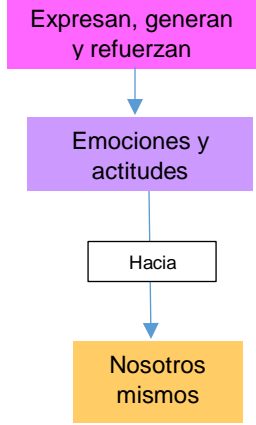 Expresan, generan
y refuerzan
Emociones y
actitudes
Hacia
Nosotros
mismos